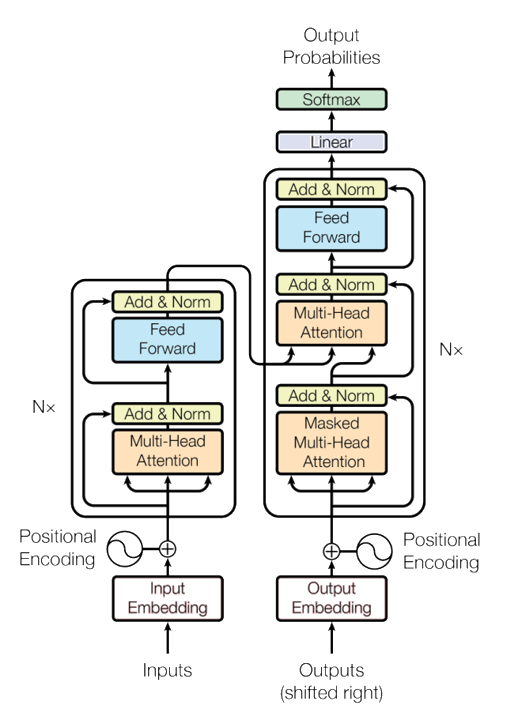 Output
Probabilities
Softmax
Linear
Add & Norm
Feed
Forward
Add & Norm
Multi-Head
Attention
Add & Norm
Masked
Multi-Head
Attention
Nx
Positional
Encoding
Output
Embedding
Outputs
(shifted right)
Add & Norm
Feed
Forward
Add & Norm
Multi-Head
Attention
Nx
Positional
Encoding
Input
Embedding
Inputs